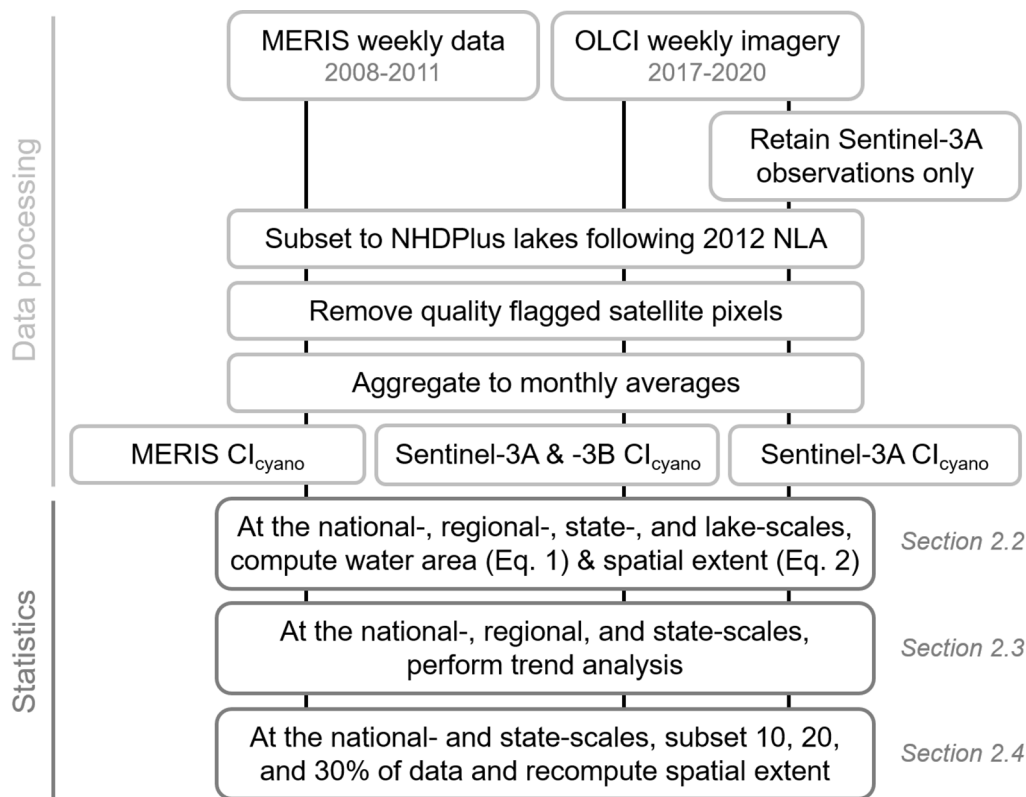 MERIS weekly data
2008-2011
OLCI weekly imagery
2017-2020
Retain Sentinel-3A
observations only
Data processing
Subset to NHDPlus lakes following 2012 NLA
Remove quality flagged satellite pixels
Aggregate to monthly averages
MERIS CIcyano
Sentinel-3A & -3B CIcyano
Sentinel-3A CIcyano
Statistics
At the national-, regional-, state-, and lake-scales,
compute water area (Eq. 1) & spatial extent (Eq. 2)
Section 2.2
At the national-, regional, and state-scales,
perform trend analysis
Section 2.3
At the national- and state-scales, subset 10, 20,
and 30% of data and recompute spatial extent
Section 2.4